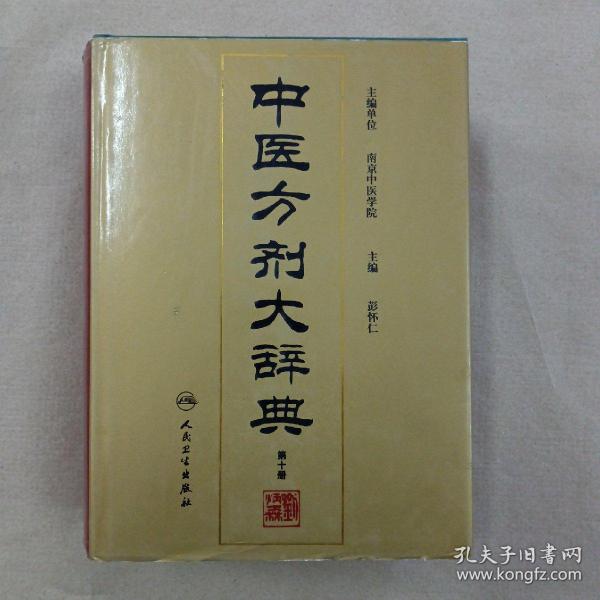 主编单位 南京中医学院 主编 彭怀仁
中医方剂大辞典
第十册
人民卫生出版社
孔夫子旧书网
www.kongfz.com